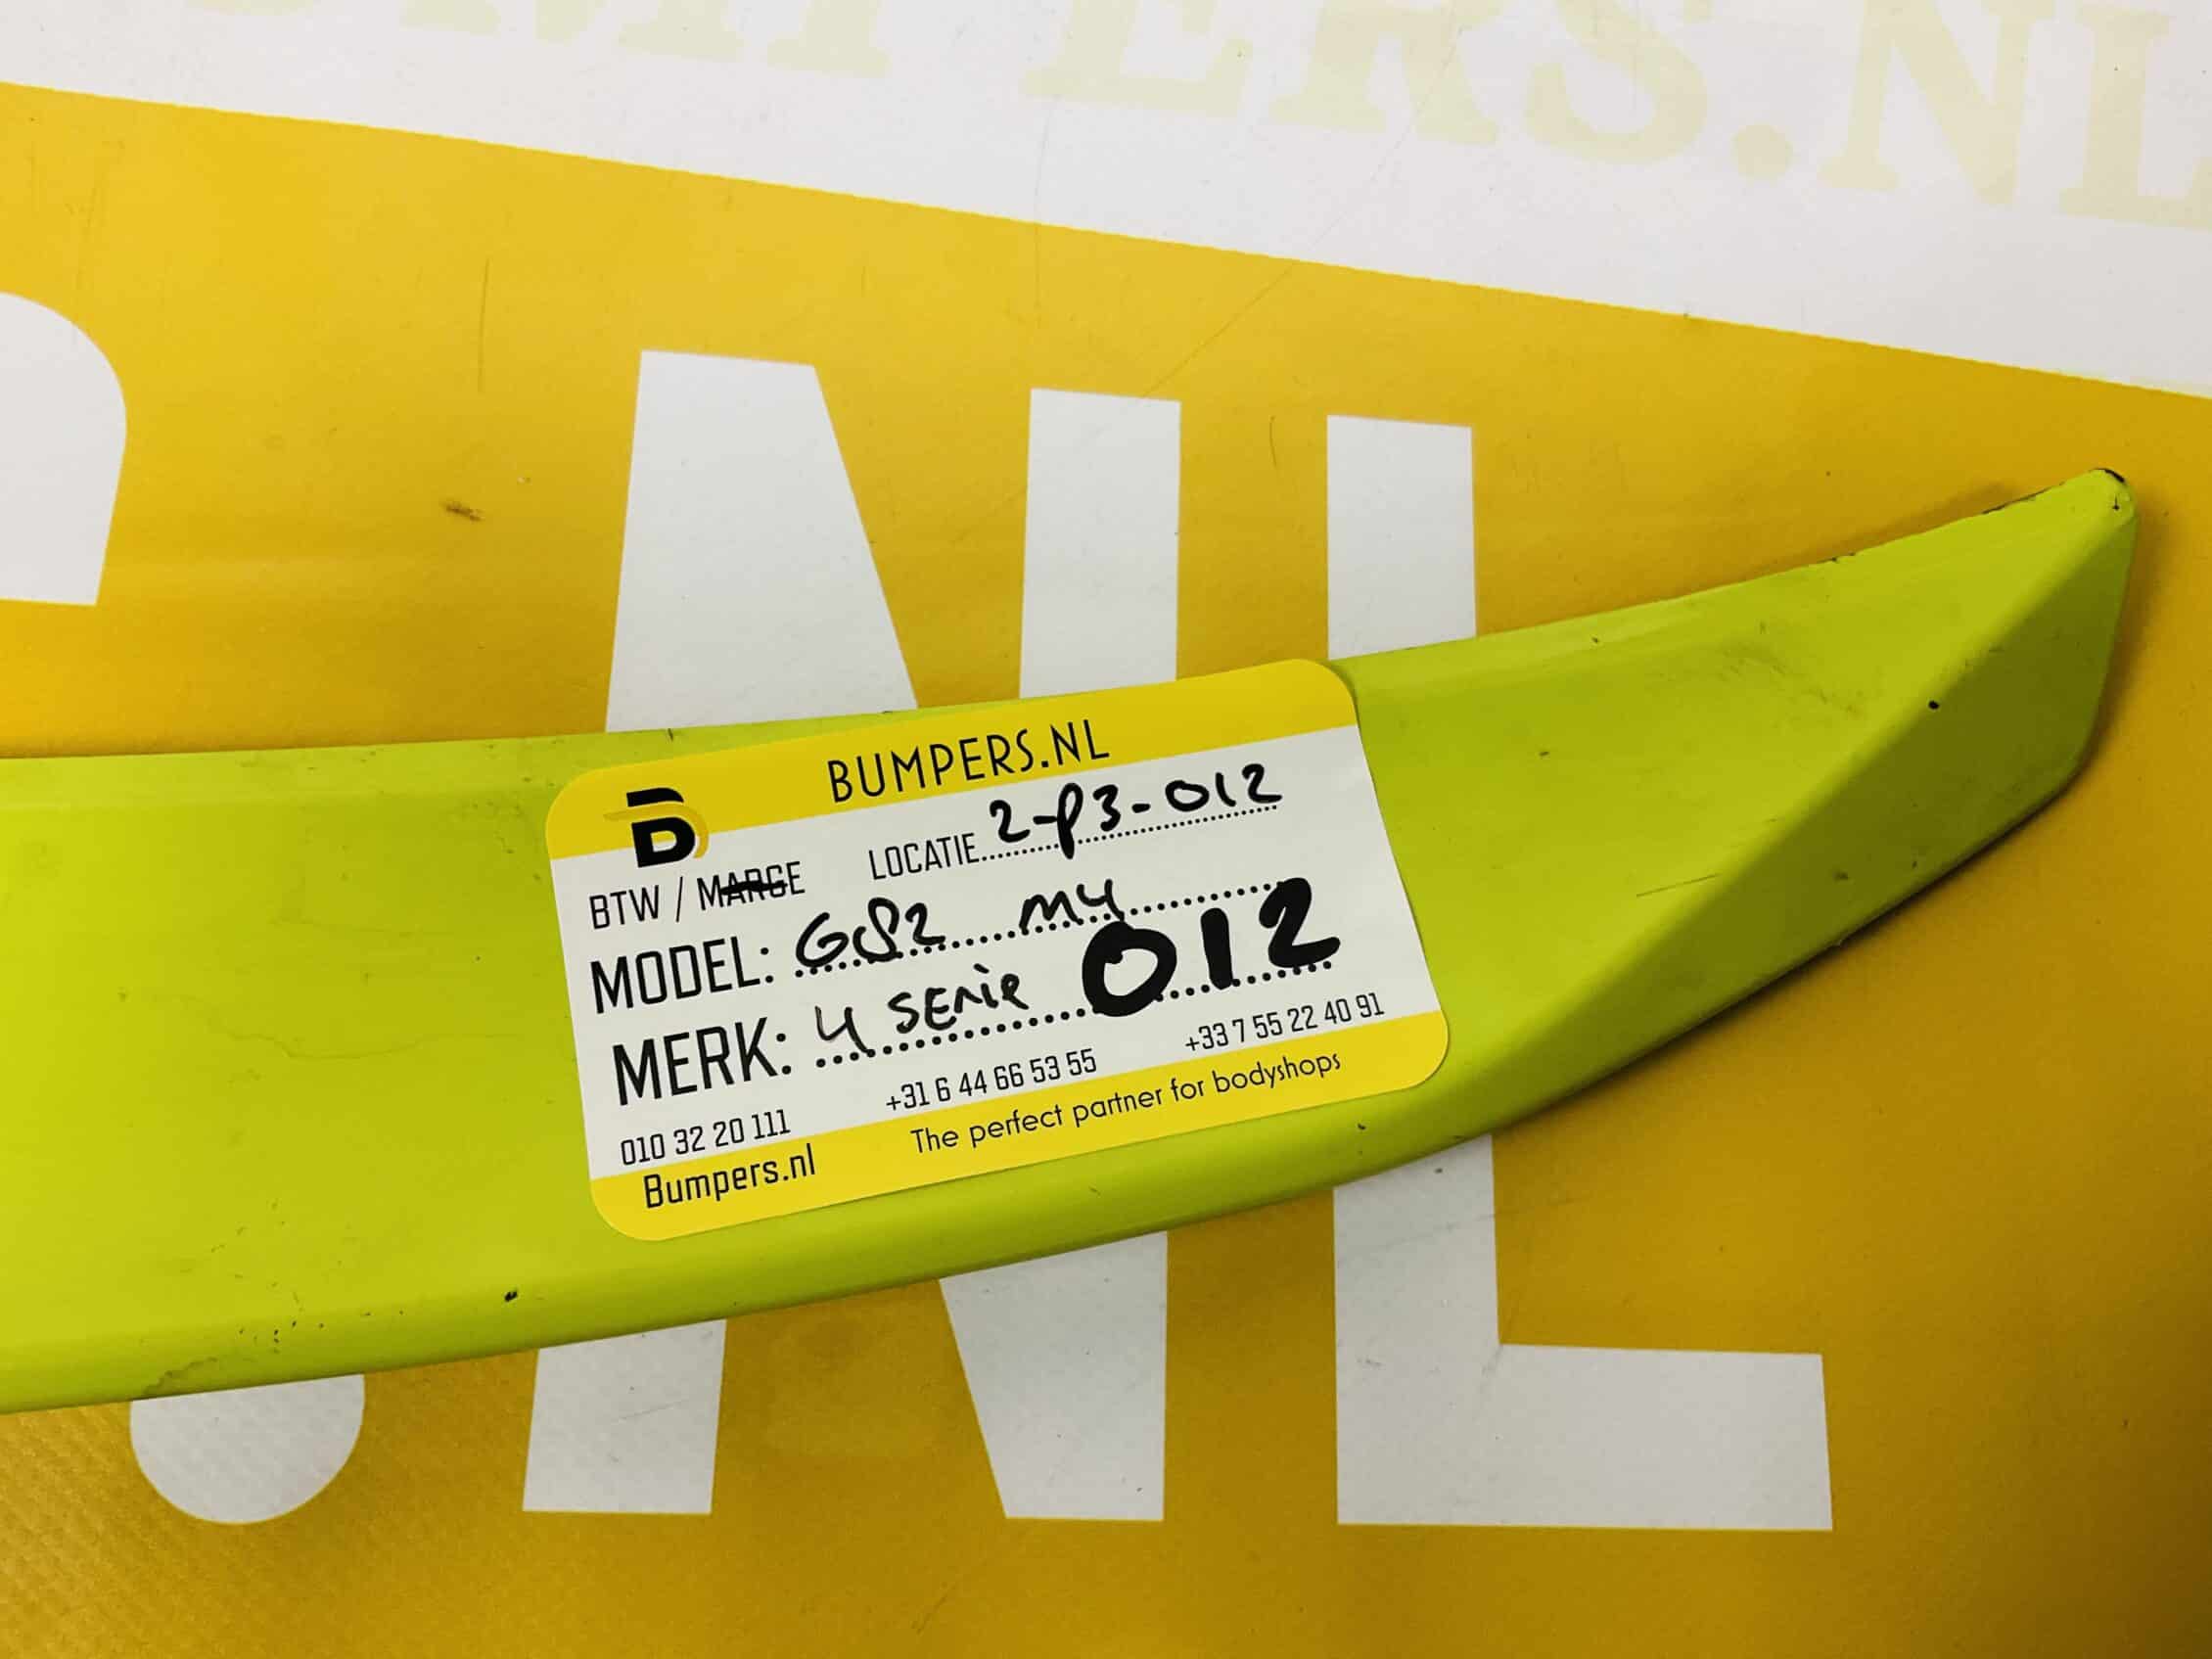 MPERS.NL
.NL
BUMPERS.NL
B
BTW / MARGE LOCATIE 2-P3-012
MODEL: G82 M4
MERK: 4 SERIE 012
010 32 20 111 +31 6 44 66 53 55 +33 7 55 22 40 91
Bumpers.nl The perfect partner for bodyshops